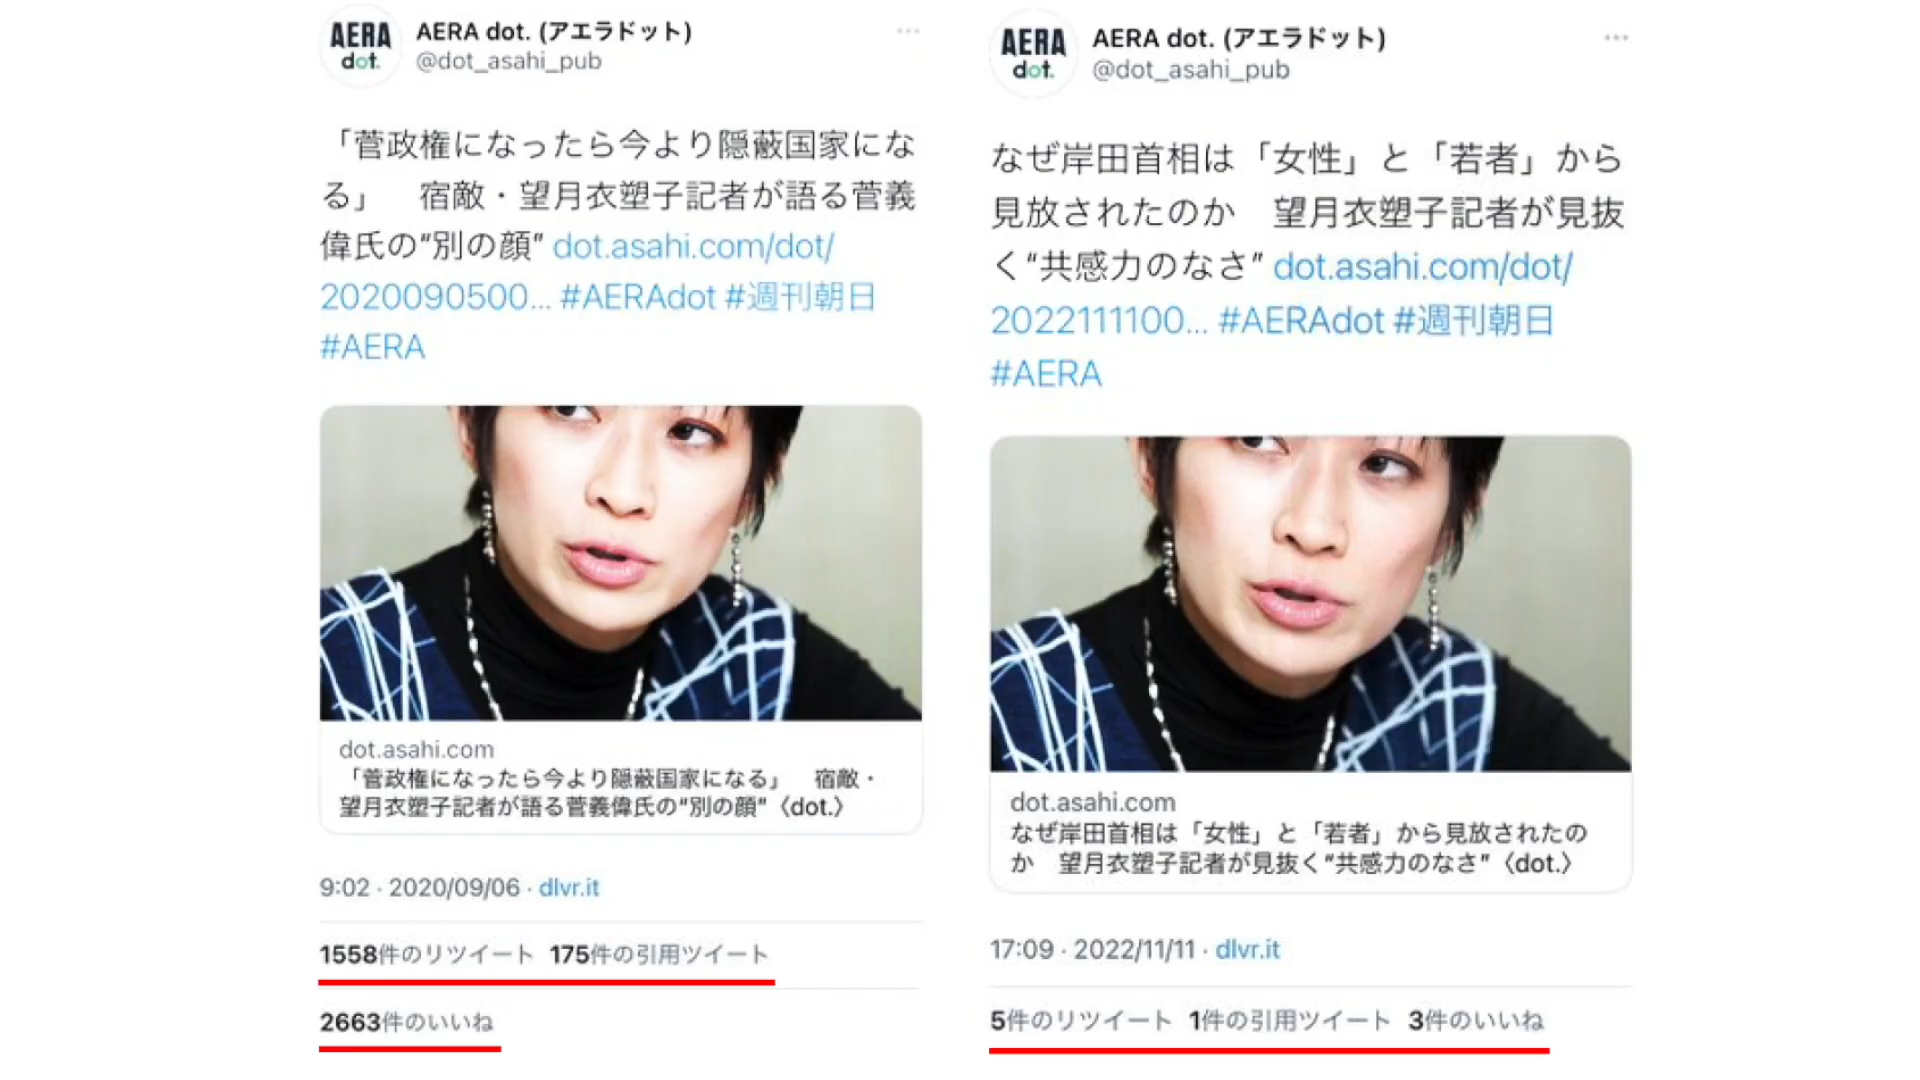 AERA
dot.
AERA dot. (アエラドット)
@dot_asahi_pub
「菅政権になったら今より隠蔽国家にな
る」　宿敵・望月衣塑子記者が語る菅義
偉氏の“別の顔” dot.asahi.com/dot/
2020090500... #AERAdot #週刊朝日
#AERA
dot.asahi.com
「菅政権になったら今より隠蔽国家になる」　宿敵・
望月衣塑子記者が語る菅義偉氏の“別の顔”〈dot.〉
9:02 · 2020/09/06 · dlvr.it
1558件のリツイート 175件の引用ツイート
2663件のいいね
AERA
dot.
AERA dot. (アエラドット)
@dot_asahi_pub
なぜ岸田首相は「女性」と「若者」から
見放されたのか　望月衣塑子記者が見抜
く“共感力のなさ” dot.asahi.com/dot/
2022111100... #AERAdot #週刊朝日
#AERA
dot.asahi.com
なぜ岸田首相は「女性」と「若者」から見放されたの
か　望月衣塑子記者が見抜く“共感力のなさ”〈dot.〉
17:09 · 2022/11/11 · dlvr.it
5件のリツイート 1件の引用ツイート 3件のいいね